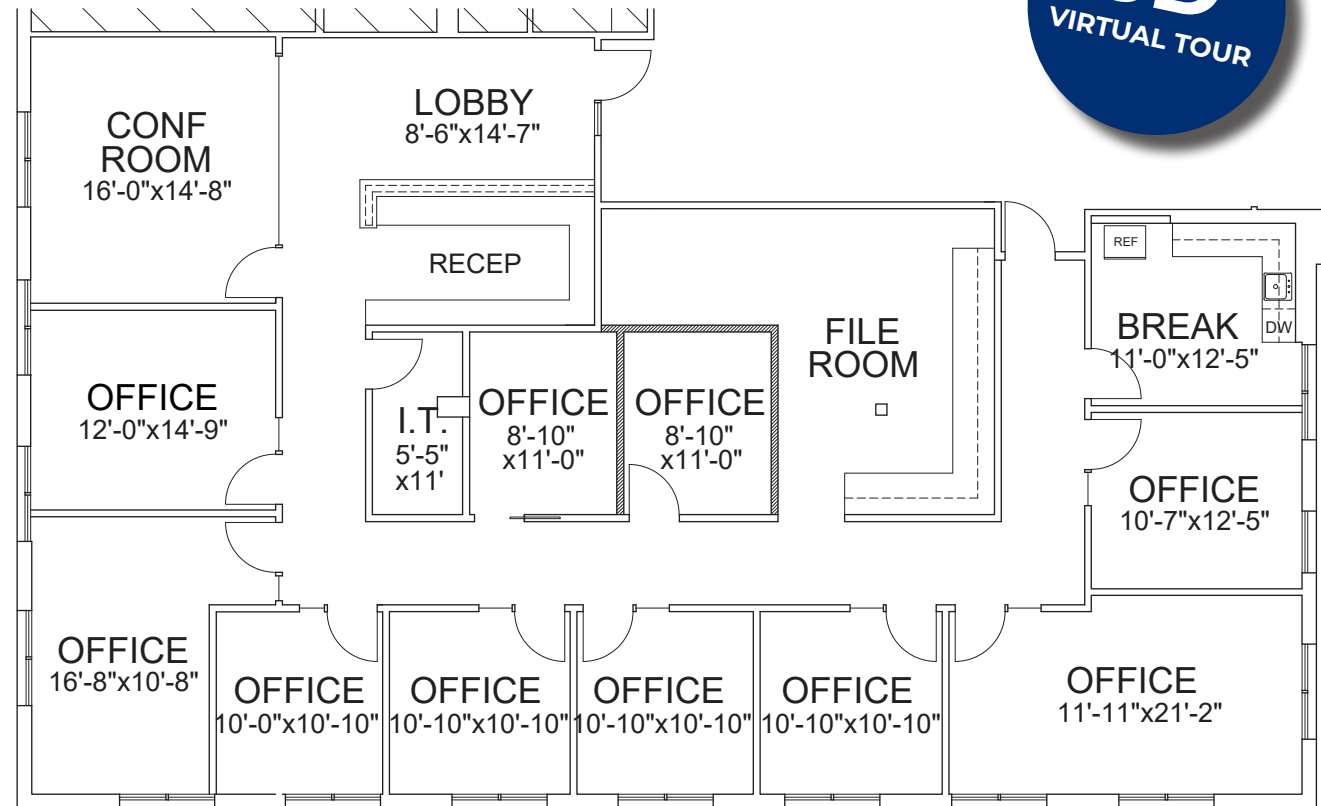 VIRTUAL TOUR
CONF
ROOM
16'-0"x14'-8"
LOBBY
8'-6"x14'-7"
RECEP
REF
BREAK
11'-0"x12'-5"
DW
FILE
ROOM
OFFICE
12'-0"x14'-9"
I.T.
5'-5"
x11'
OFFICE
8'-10"
x11'-0"
OFFICE
8'-10"
x11'-0"
OFFICE
10'-7"x12'-5"
OFFICE
16'-8"x10'-8"
OFFICE
10'-0"x10'-10"
OFFICE
10'-10"x10'-10"
OFFICE
10'-10"x10'-10"
OFFICE
10'-10"x10'-10"
OFFICE
11'-11"x21'-2"